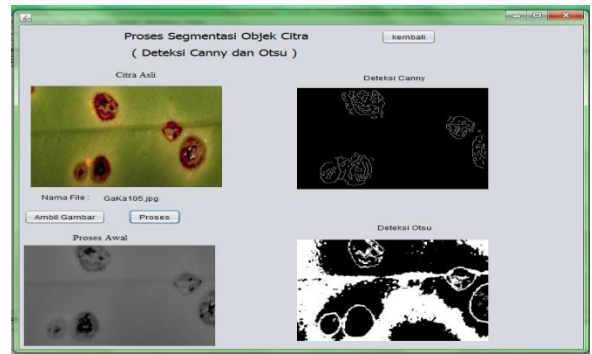 Proses Segmentasi Objek Citra
kembali
( Deteksi Canny dan Otsu )
Citra Asli
Deteksi Canny
Nama File : GaKa105.jpg
Ambil Gambar
Proses
Proses Awal
Deteksi Otsu